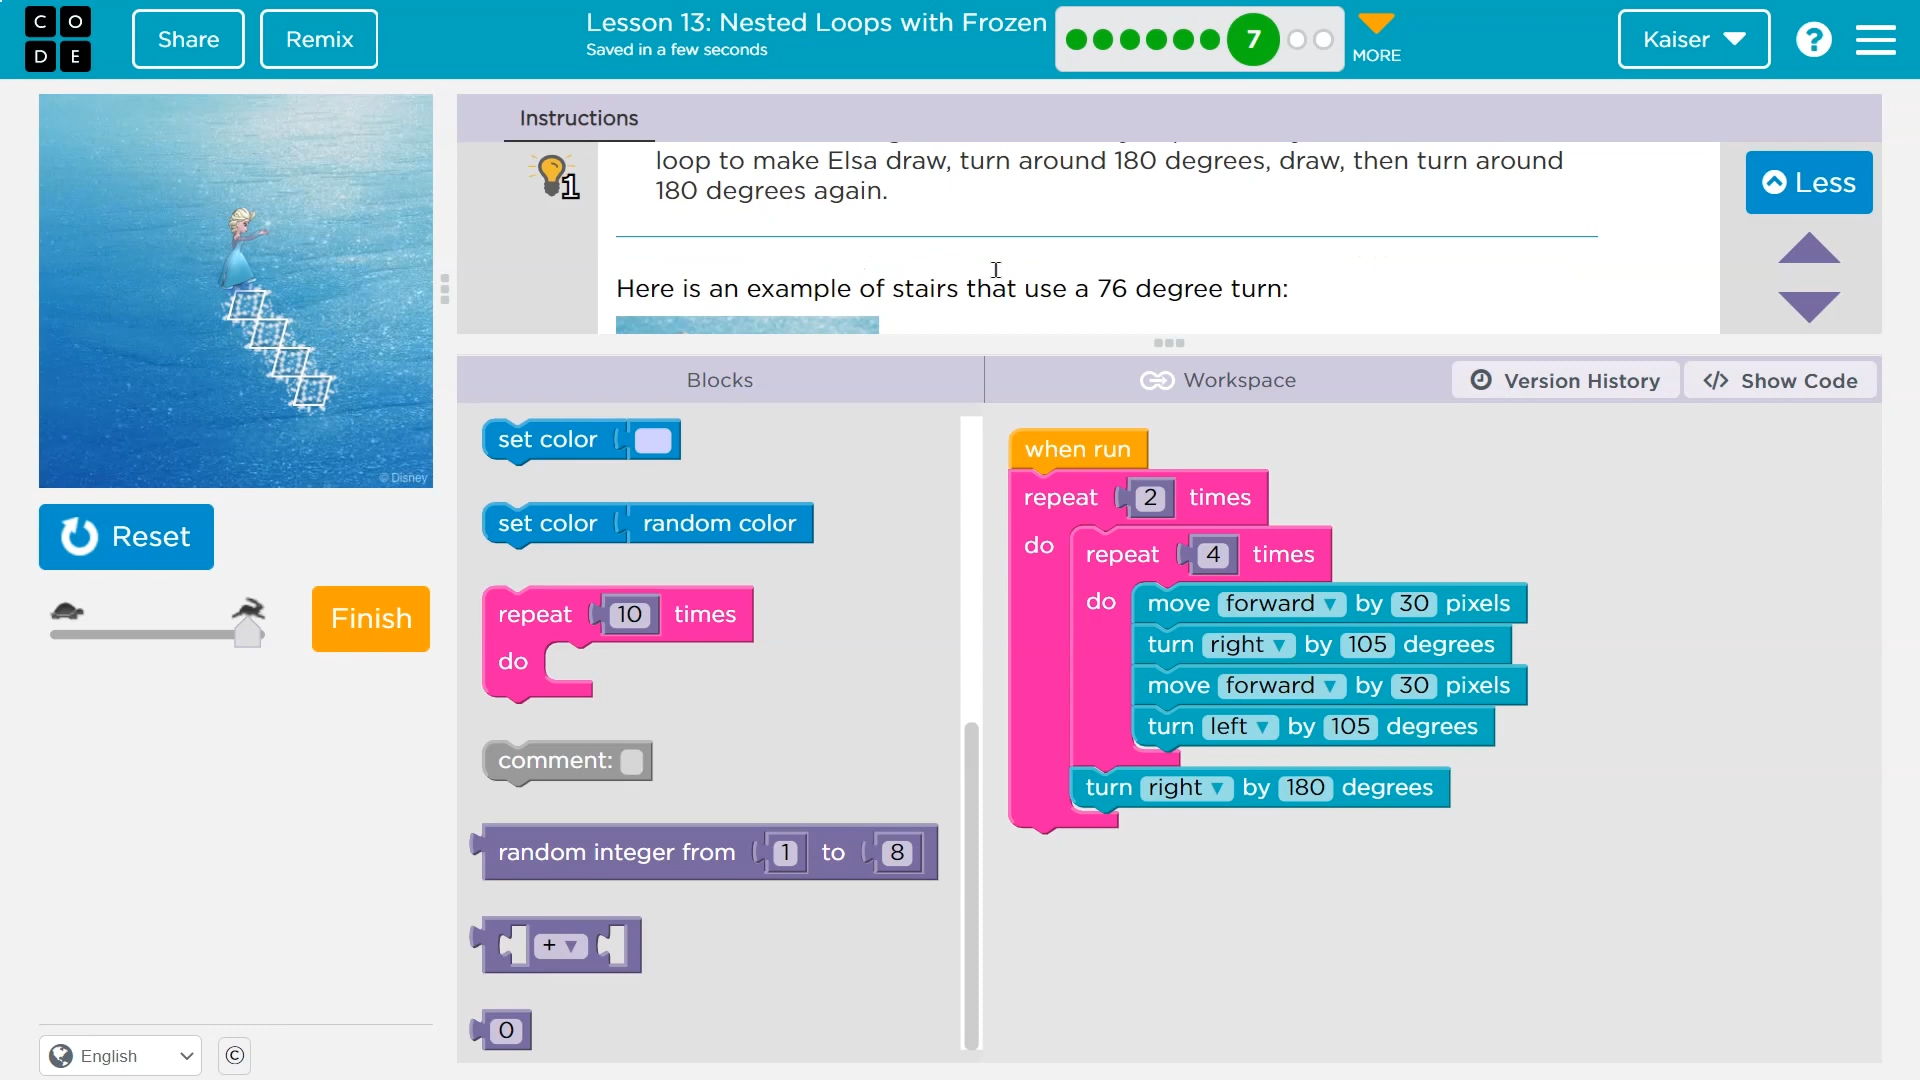 C O D E
Share
Remix
Lesson 13: Nested Loops with Frozen
Saved in a few seconds
7
MORE
Kaiser
?
Instructions
1
loop to make Elsa draw, turn around 180 degrees, draw, then turn around
180 degrees again.
Less
Here is an example of stairs that use a 76 degree turn:
© Disney
Reset
Finish
Blocks
Workspace
Version History
</> Show Code
set color
set color random color
repeat 10 times
do
comment:
random integer from 1 to 8
+
0
when run
repeat 2 times
do
repeat 4 times
do
move forward by 30 pixels
turn right by 105 degrees
move forward by 30 pixels
turn left by 105 degrees
turn right by 180 degrees
English
©